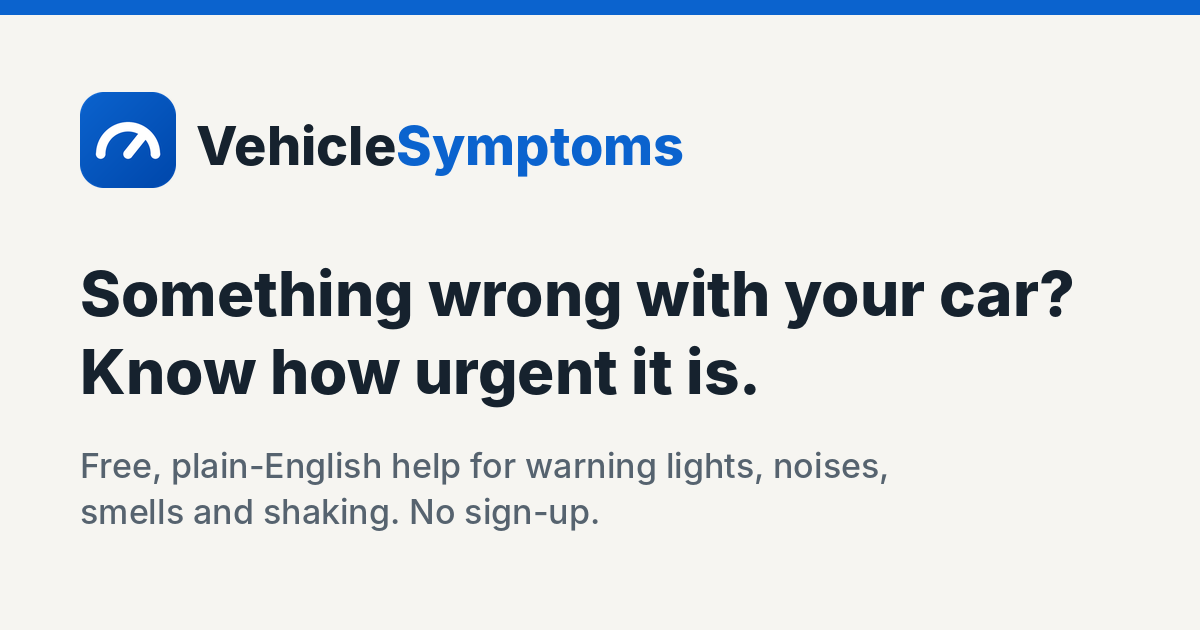 VehicleSymptoms
Something wrong with your car?
Know how urgent it is.
Free, plain-English help for warning lights, noises,
smells and shaking. No sign-up.